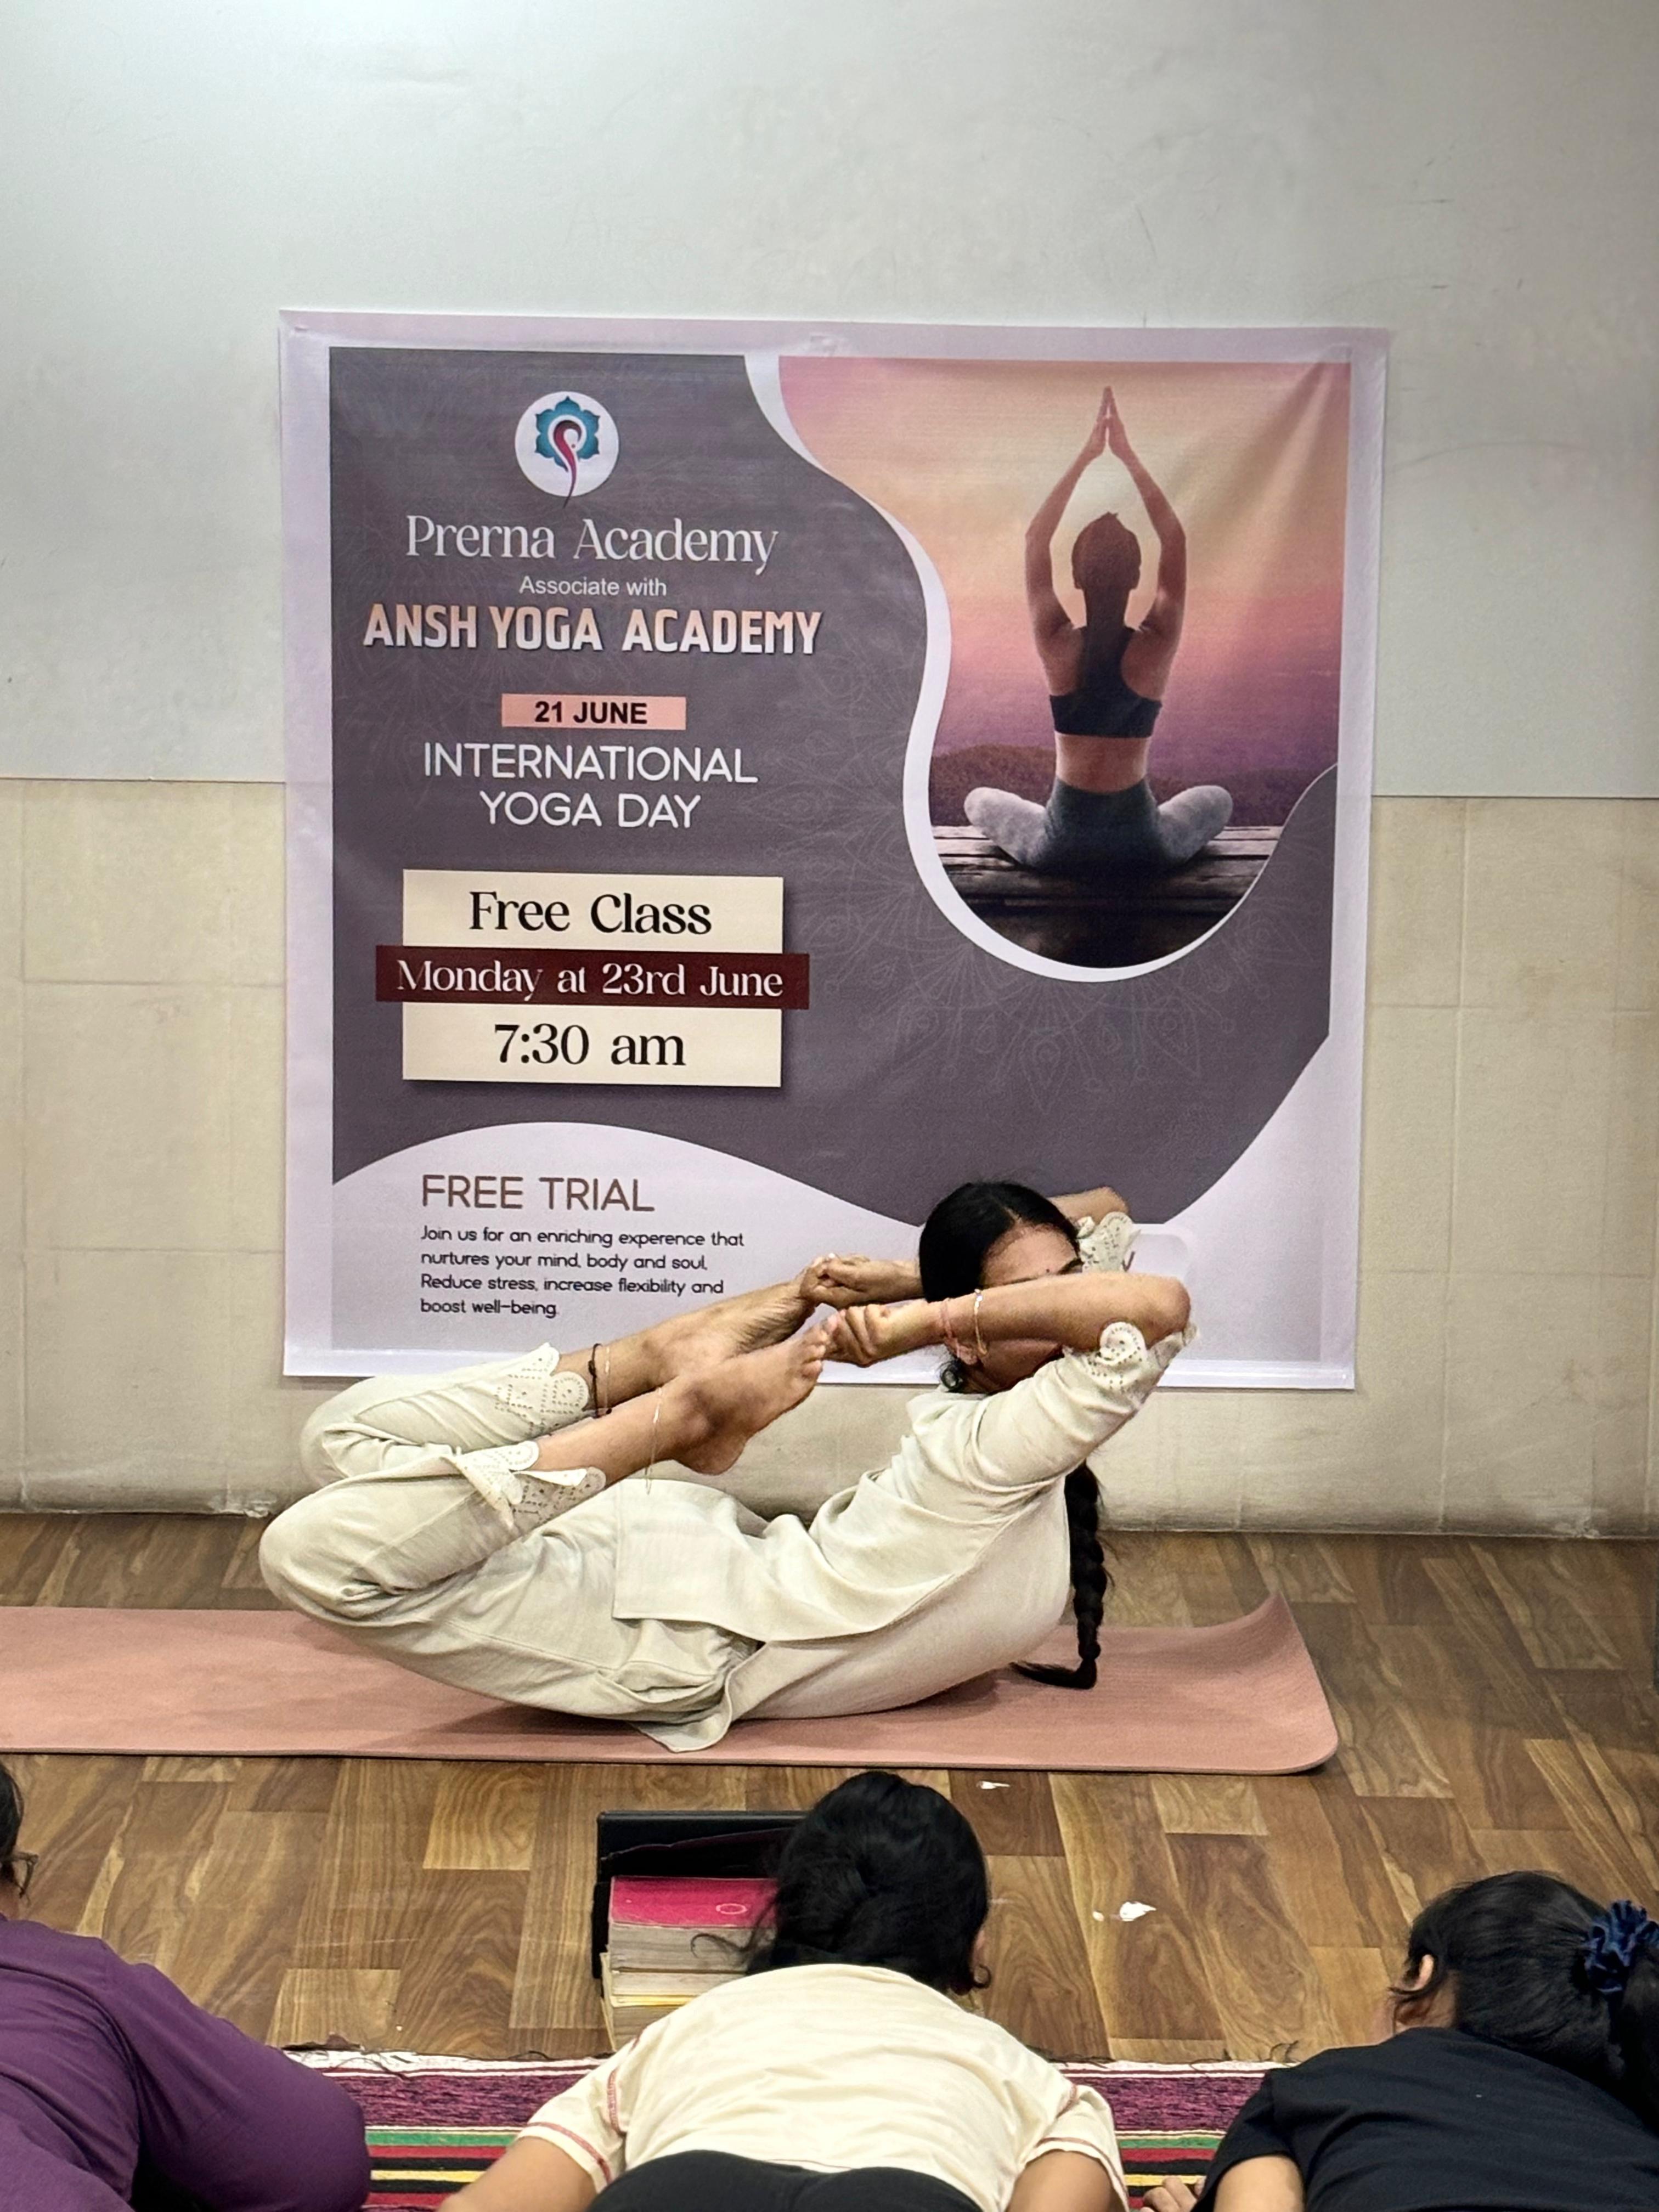 Prerna Academy
Associate with
ANSH YOGA ACADEMY
21 JUNE
INTERNATIONAL
YOGA DAY
Free Class
Monday at 23rd June
7:30 am
FREE TRIAL
Join us for an enriching experence that
nurtures your mind, body and soul.
Reduce stress, increase flexibility and
boost well-being.